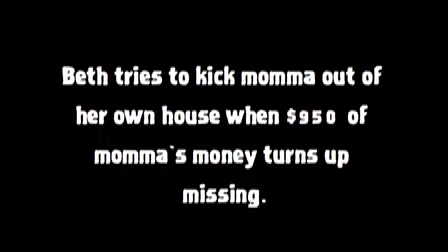 Beth tries to kick momma out of
her own house when $950 of
momma`s money turns up
missing.